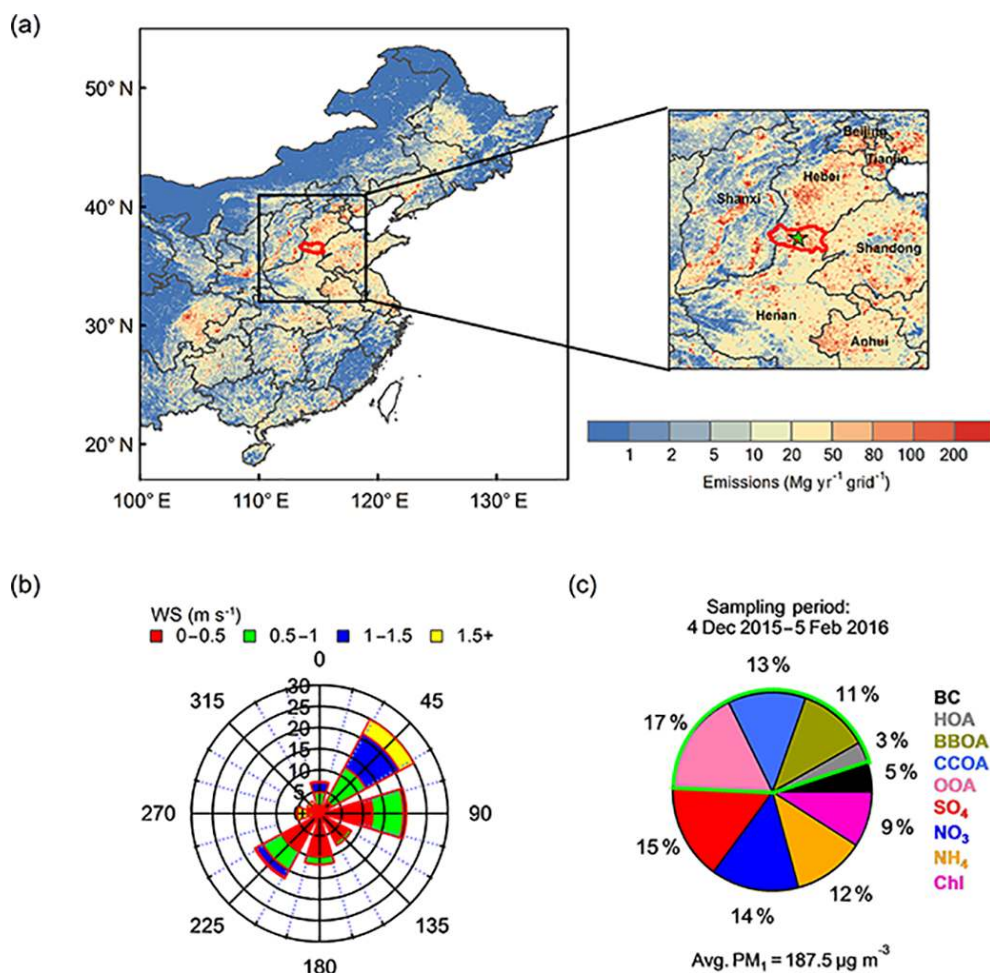 (a)
50° N
40° N
30° N
20° N
100° E
110° E
120° E
130° E
Beijing
Tianjin
Hebei
Shanxi
Shandong
Henan
Anhui
1 2 5 10 20 50 80 100 200
Emissions (Mg yr⁻¹ grid⁻¹)
(b)
WS (m s⁻¹)
0–0.5 0.5–1 1–1.5 1.5+
0
315
45
30
25
20
15
10
5
270
90
225
135
180
(c)
Sampling period:
4 Dec 2015–5 Feb 2016
13 %
11 %
17 %
3 %
5 %
15 %
9 %
12 %
14 %
BC
HOA
BBOA
CCOA
OOA
SO₄
NO₃
NH₄
Chl
Avg. PM₁ = 187.5 µg m⁻³